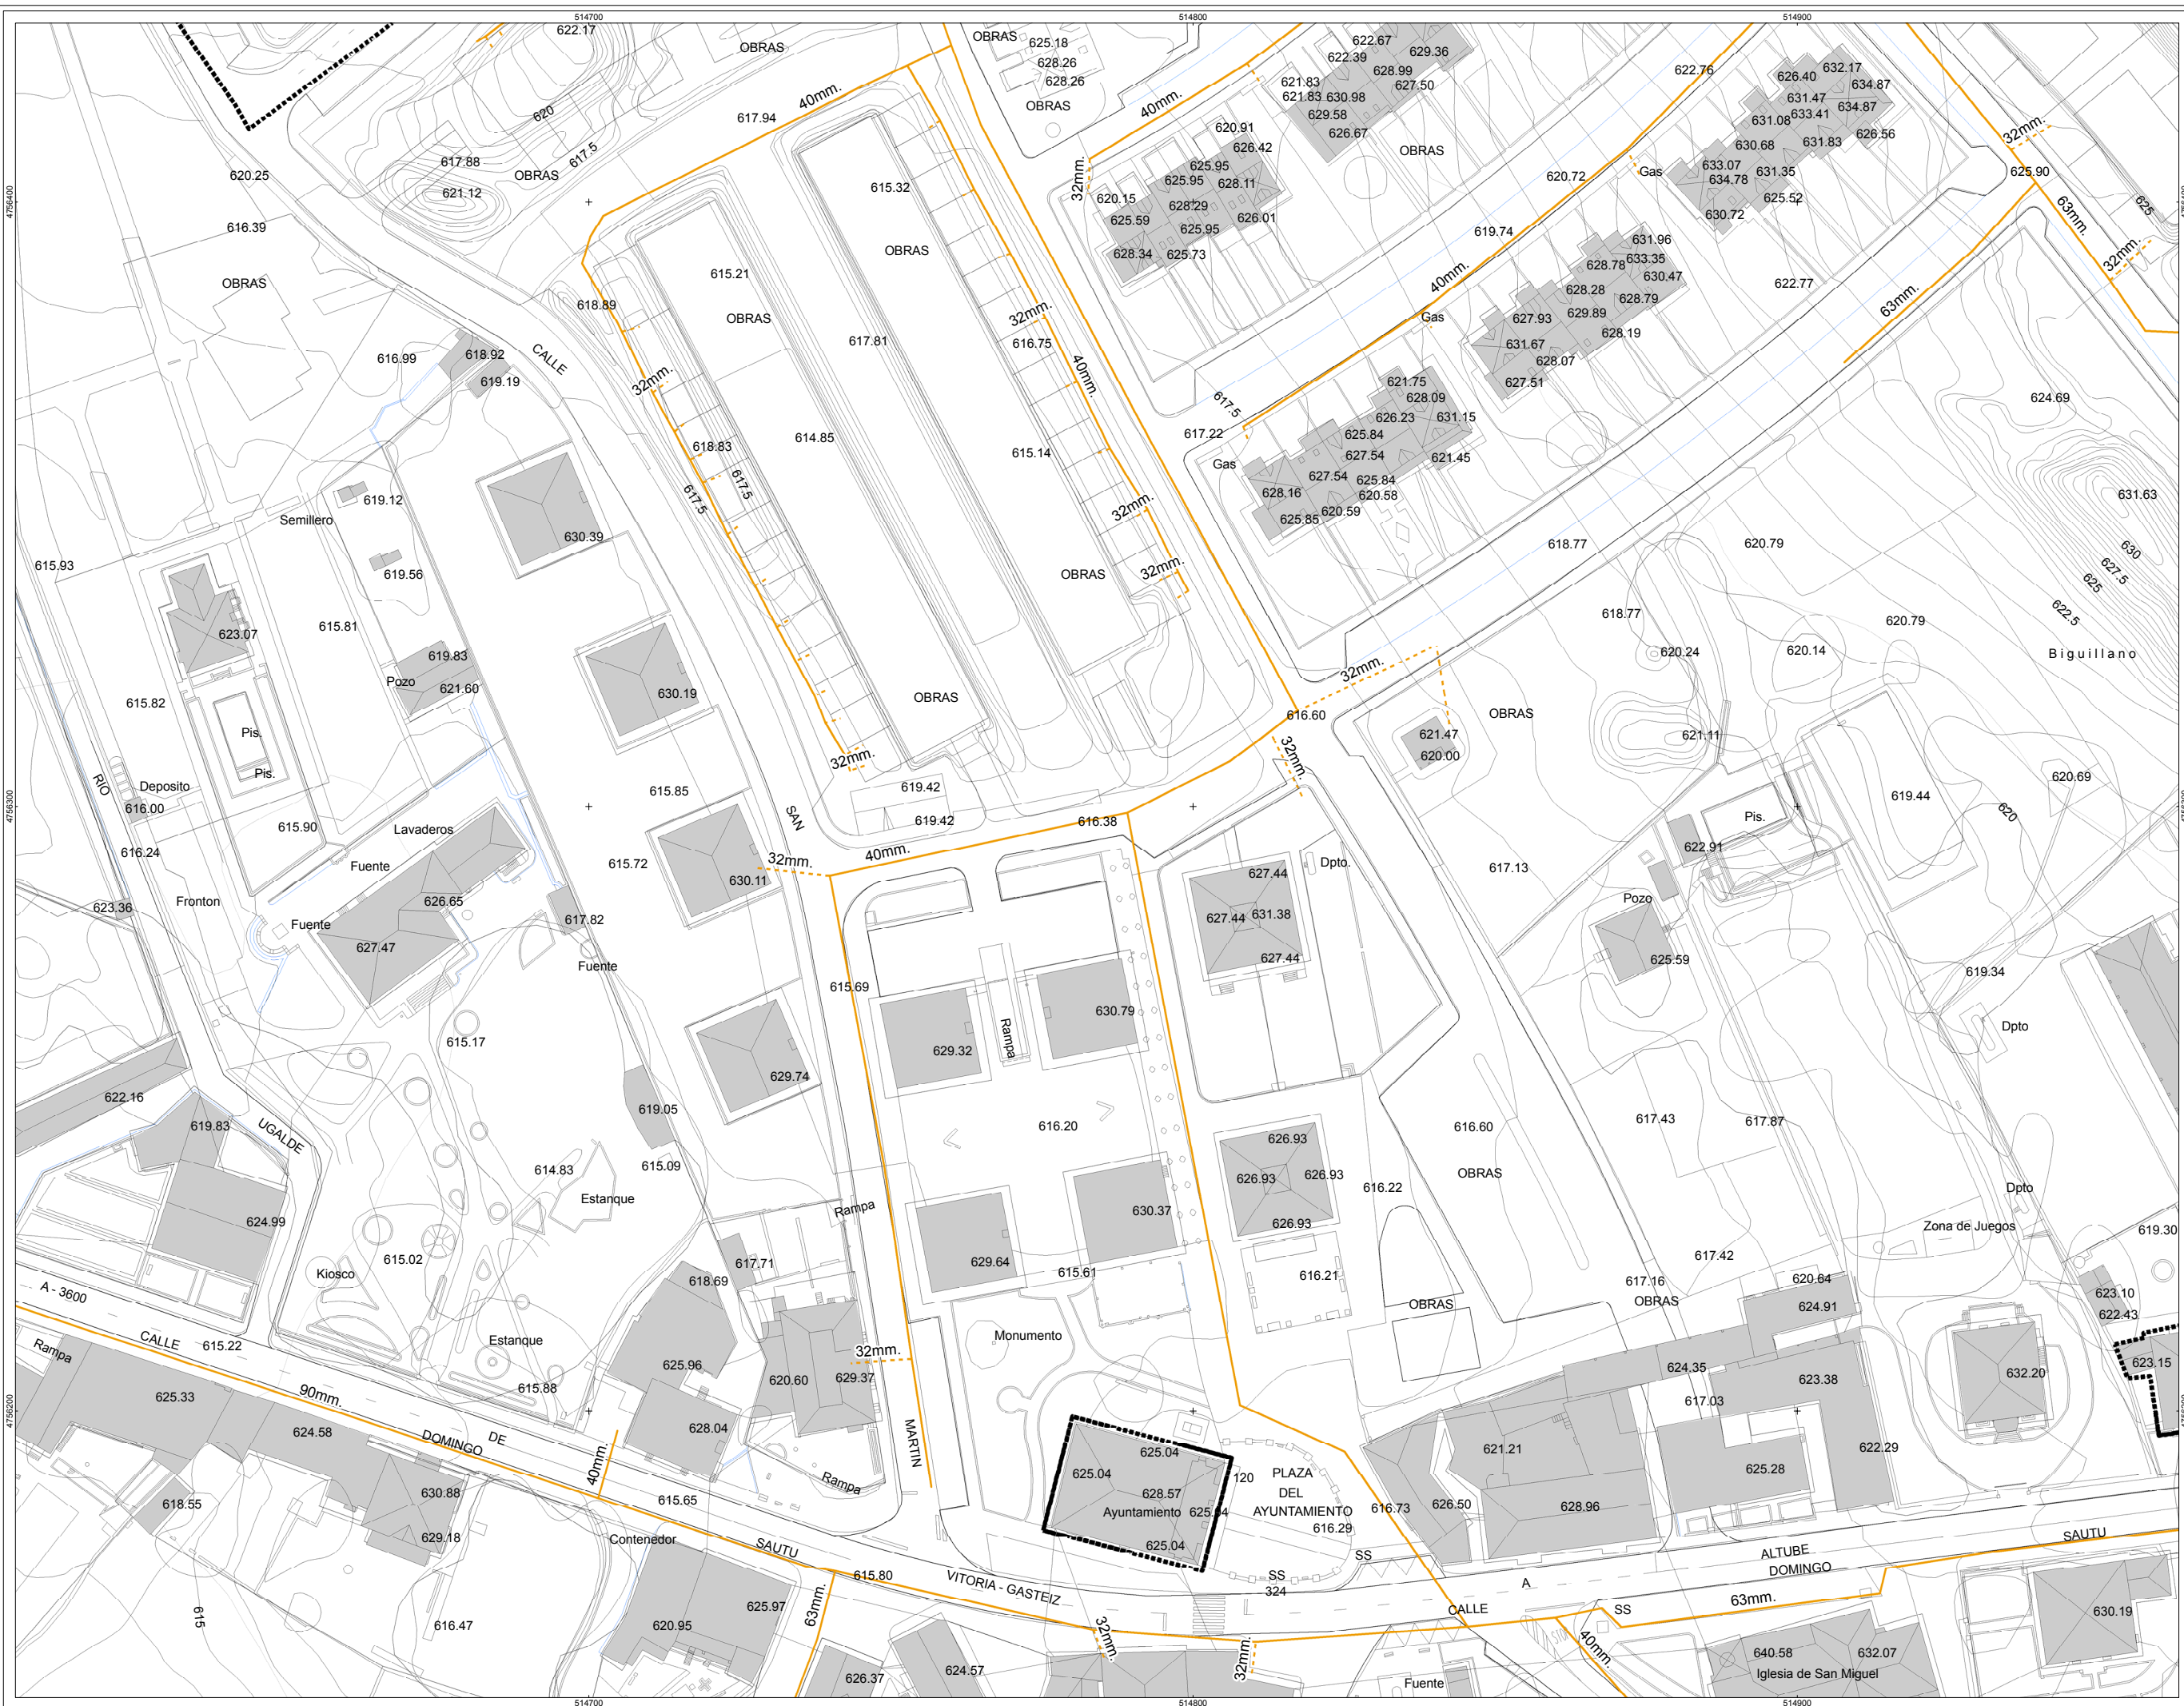 514700
514800
514900
622.17
OBRAS
OBRAS
625.18
628.26
628.26
OBRAS
622.67
622.39
629.36
628.99
627.50
621.83
621.83
630.98
629.58
626.67
622.76
626.40
632.17
634.87
631.47
634.87
633.41
631.08
630.68
631.83
626.56
40mm.
617.94
620
40mm.
620.91
626.42
OBRAS
32mm.
617.88
617.5
620.25
OBRAS
621.12
615.32
32mm.
625.95
625.95
628.11
620.15
628.29
625.59
626.01
625.95
628.34
625.73
620.72
Gas
633.07
634.78
631.35
625.52
630.72
625.90
4756400
4756400
625
63mm.
616.39
OBRAS
619.74
631.96
633.35
628.78
630.47
32mm.
OBRAS
615.21
40mm.
628.28
628.79
622.77
618.89
OBRAS
32mm.
Gas
627.93
629.89
628.19
63mm.
616.99
618.92
CALLE
617.81
616.75
631.67
628.07
619.19
32mm.
40mm.
627.51
621.75
628.09
617.5
624.69
617.22
626.23
631.15
618.83
614.85
615.14
625.84
627.54
Gas
627.54
621.45
628.16
625.84
620.58
617.5
617.5
619.12
32mm.
625.85
620.59
631.63
Semillero
630.39
618.77
620.79
630
615.93
619.56
OBRAS
32mm.
627.5
625
615.81
618.77
622.5
623.07
619.83
620.79
620.24
620.14
Biguillano
Pozo
621.60
630.19
OBRAS
32mm.
615.82
616.60
OBRAS
Pis.
621.47
620.00
621.11
32mm.
32mm.
Pis.
RIO
Deposito
615.85
619.42
620.69
619.44
4756300
4756300
616.00
SAN
Pis.
620
615.90
Lavaderos
619.42
616.38
616.24
Fuente
615.72
32mm.
40mm.
Dpto.
622.91
627.44
617.13
630.11
623.36
Fronton
626.65
Fuente
617.82
627.44
631.38
Pozo
627.47
627.44
625.59
Fuente
615.69
619.34
615.17
629.32
Rampa
630.79
Dpto
629.74
622.16
619.05
616.20
619.83
UGALDE
616.60
617.43
617.87
626.93
614.83
615.09
OBRAS
626.93
626.93
Estanque
616.22
Dpto
Rampa
630.37
624.99
626.93
Zona de Juegos
619.30
615.02
617.71
629.64
617.42
Kiosco
618.69
615.61
616.21
617.16
620.64
A - 3600
OBRAS
OBRAS
624.91
623.10
622.43
CALLE
615.22
Estanque
Monumento
Rampa
32mm.
625.96
620.60
629.37
624.35
623.38
632.20
623.15
90mm.
615.88
617.03
625.33
4756200
4756200
624.58
DOMINGO
DE
628.04
MARTIN
625.04
621.21
622.29
40mm.
625.04
120
PLAZA
DEL
AYUNTAMIENTO
625.28
630.88
Rampa
628.57
618.55
615.65
Ayuntamiento
625.04
616.73
626.50
628.96
616.29
629.18
Contenedor
SAUTU
625.04
SS
SAUTU
ALTUBE
DOMINGO
615.80
VITORIA - GASTEIZ
SS
324
A
63mm.
CALLE
SS
63mm.
615
616.47
620.95
625.97
32mm.
630.19
32mm.
40mm.
640.58
632.07
Iglesia de San Miguel
626.37
624.57
Fuente
514700
514800
514900